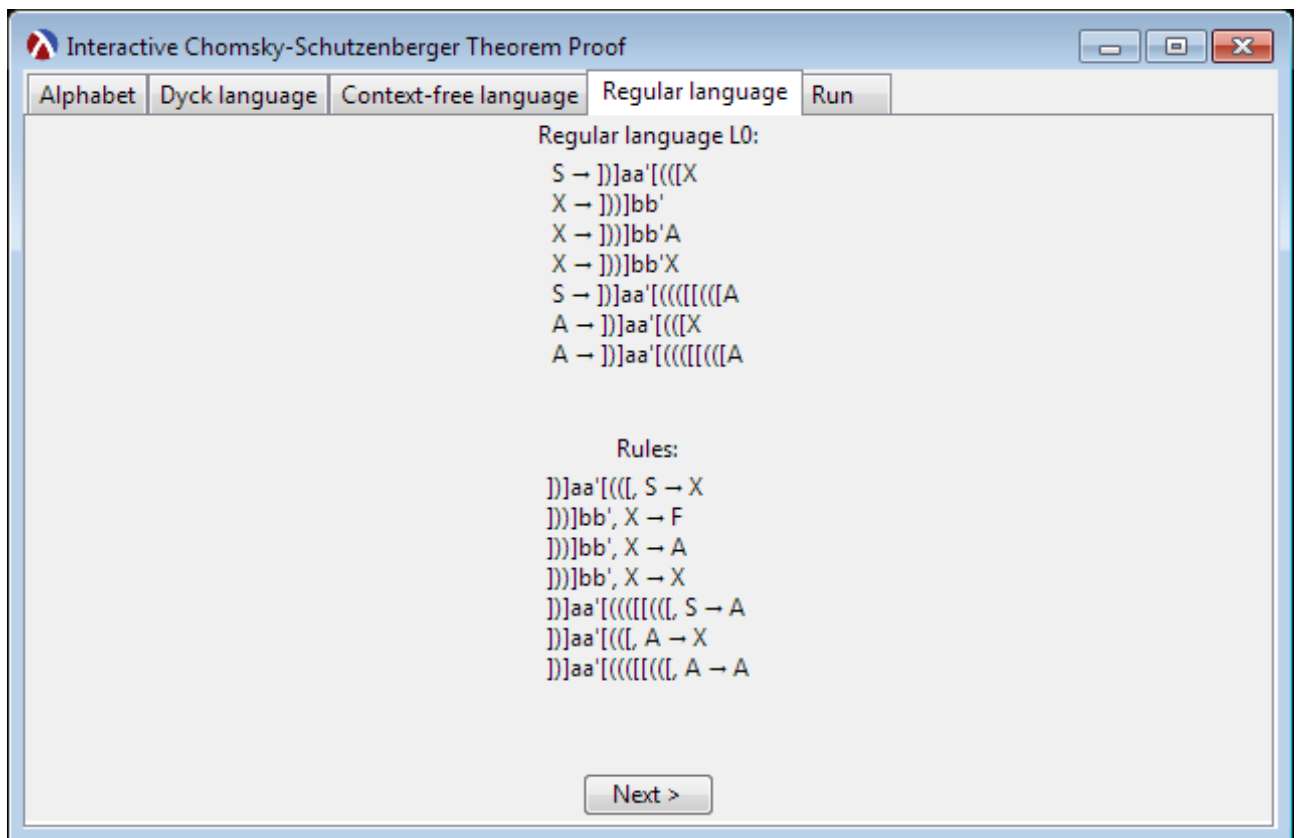 Interactive Chomsky-Schutzenberger Theorem Proof
Alphabet Dyck language Context-free language Regular language Run
Regular language L0:
S → ])]aa'[(([X
X → ]))]bb'
X → ]))]bb'A
X → ]))]bb'X
S → ])]aa'[((([[(([A
A → ])]aa'[(([X
A → ])]aa'[((([[(([A
Rules:
])]aa'[(([, S → X
]))]bb', X → F
]))]bb', X → A
]))]bb', X → X
])]aa'[((([[(([, S → A
])]aa'[(([, A → X
])]aa'[((([[(([, A → A
Next >